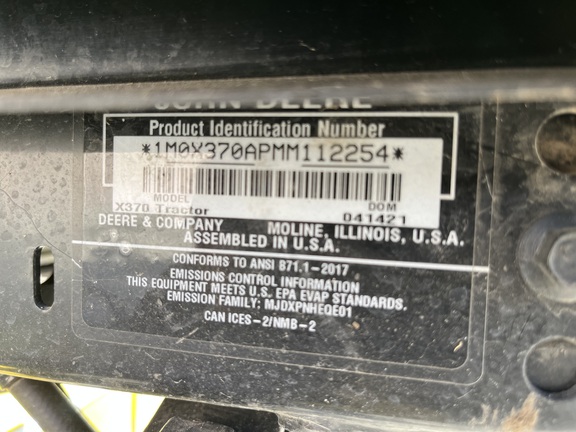 JOHN DEERE
Product Identification Number
*1M0X370APMM112254*
MODEL DOM
X370 Tractor 041421
DEERE & COMPANY MOLINE, ILLINOIS, U.S.A.
ASSEMBLED IN U.S.A.
CONFORMS TO ANSI B71.1-2017
EMISSIONS CONTROL INFORMATION
THIS EQUIPMENT MEETS U.S. EPA EVAP STANDARDS.
EMISSION FAMILY: MJDXPNHEQE01
CAN ICES-2/NMB-2